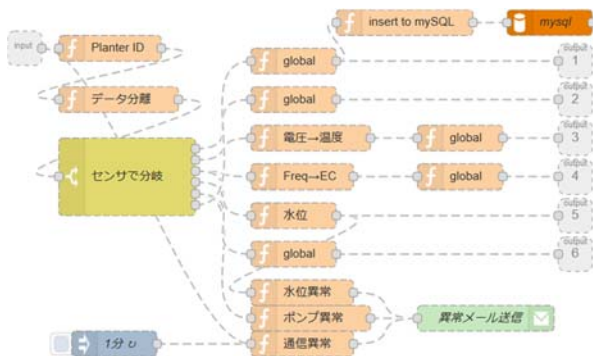 input
Planter ID
データ分離
センサで分岐
insert to mySQL
mysql
global
output
1
global
output
2
電圧→温度
global
output
3
Freq→EC
global
output
4
水位
output
5
global
output
6
水位異常
ポンプ異常
異常メール送信
1分 ひ
通信異常